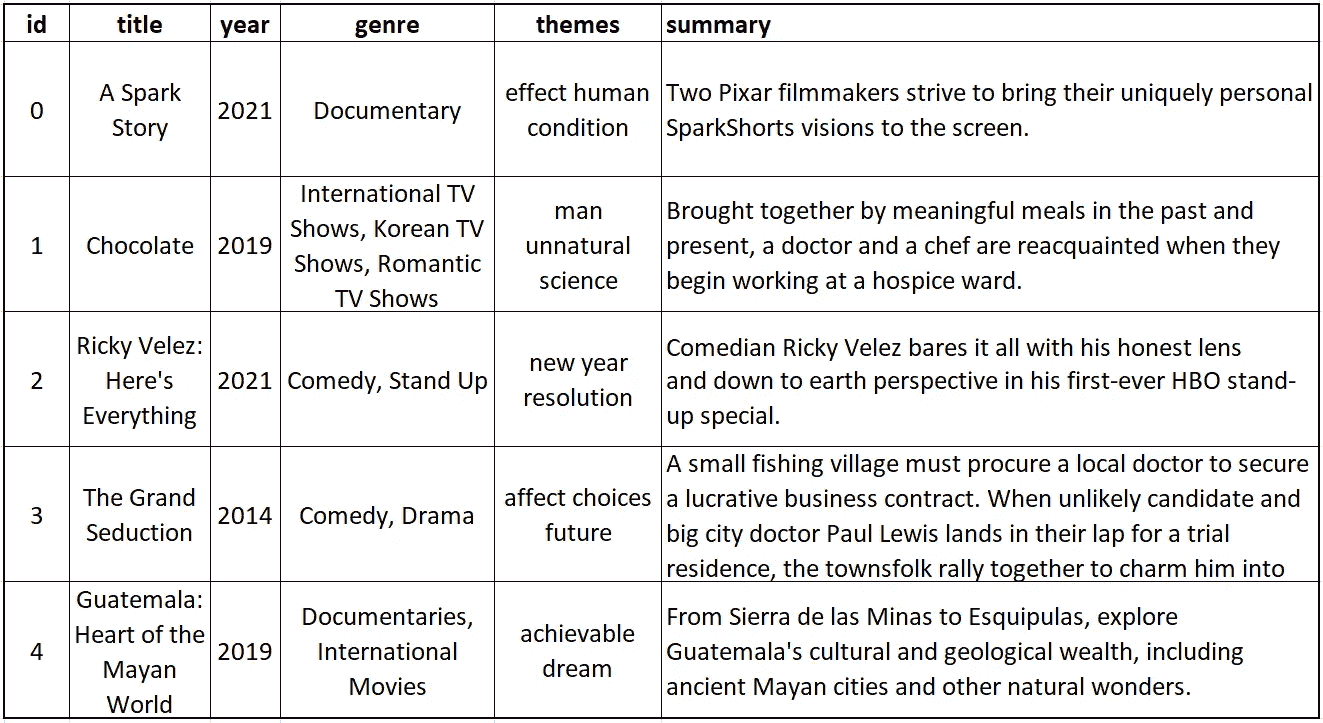 id title year genre themes summary
0
A Spark
Story
2021
Documentary
effect human
condition
Two Pixar filmmakers strive to bring their uniquely personal
SparkShorts visions to the screen.
1
Chocolate
2019
International TV
Shows, Korean TV
Shows, Romantic
TV Shows
man
unnatural
science
Brought together by meaningful meals in the past and
present, a doctor and a chef are reacquainted when they
begin working at a hospice ward.
2
Ricky Velez:
Here's
Everything
2021
Comedy, Stand Up
new year
resolution
Comedian Ricky Velez bares it all with his honest lens
and down to earth perspective in his first-ever HBO stand-
up special.
3
The Grand
Seduction
2014
Comedy, Drama
affect choices
future
A small fishing village must procure a local doctor to secure
a lucrative business contract. When unlikely candidate and
big city doctor Paul Lewis lands in their lap for a trial
residence, the townsfolk rally together to charm him into
4
Guatemala:
Heart of the
Mayan
World
2019
Documentaries,
International
Movies
achievable
dream
From Sierra de las Minas to Esquipulas, explore
Guatemala's cultural and geological wealth, including
ancient Mayan cities and other natural wonders.